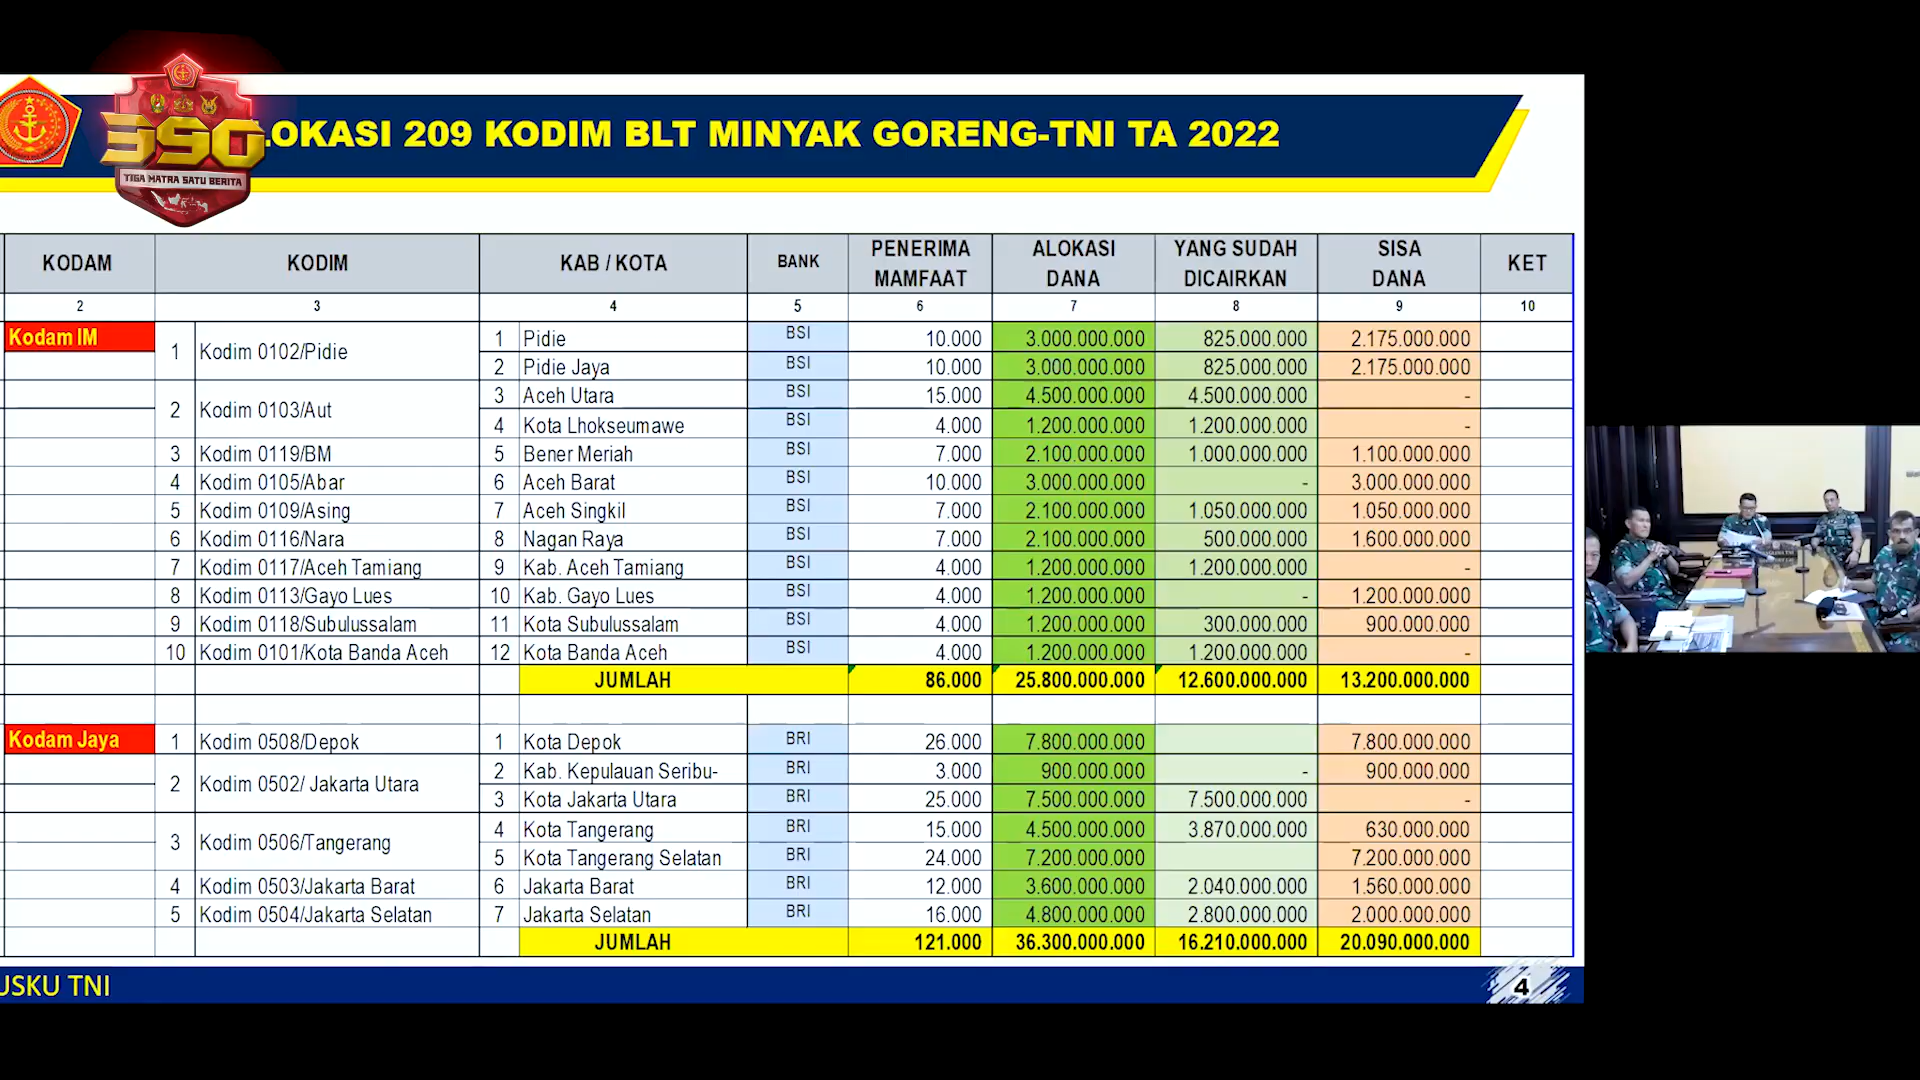 390
TIGA MATRA SATU BERITA
LOKASI 209 KODIM BLT MINYAK GORENG-TNI TA 2022
KODAM KODIM KAB / KOTA BANK PENERIMA MAMFAAT ALOKASI DANA YANG SUDAH DICAIRKAN SISA DANA KET
2 3 4 5 6 7 8 9 10
Kodam IM 1 Kodim 0102/Pidie 1 Pidie BSI 10.000 3.000.000.000 825.000.000 2.175.000.000
2 Pidie Jaya BSI 10.000 3.000.000.000 825.000.000 2.175.000.000
2 Kodim 0103/Aut 3 Aceh Utara BSI 15.000 4.500.000.000 4.500.000.000 -
4 Kota Lhokseumawe BSI 4.000 1.200.000.000 1.200.000.000 -
3 Kodim 0119/BM 5 Bener Meriah BSI 7.000 2.100.000.000 1.000.000.000 1.100.000.000
4 Kodim 0105/Abar 6 Aceh Barat BSI 10.000 3.000.000.000 - 3.000.000.000
5 Kodim 0109/Asing 7 Aceh Singkil BSI 7.000 2.100.000.000 1.050.000.000 1.050.000.000
6 Kodim 0116/Nara 8 Nagan Raya BSI 7.000 2.100.000.000 500.000.000 1.600.000.000
7 Kodim 0117/Aceh Tamiang 9 Kab. Aceh Tamiang BSI 4.000 1.200.000.000 1.200.000.000 -
8 Kodim 0113/Gayo Lues 10 Kab. Gayo Lues BSI 4.000 1.200.000.000 - 1.200.000.000
9 Kodim 0118/Subulussalam 11 Kota Subulussalam BSI 4.000 1.200.000.000 300.000.000 900.000.000
10 Kodim 0101/Kota Banda Aceh 12 Kota Banda Aceh BSI 4.000 1.200.000.000 1.200.000.000 -
JUMLAH 86.000 25.800.000.000 12.600.000.000 13.200.000.000
Kodam Jaya 1 Kodim 0508/Depok 1 Kota Depok BRI 26.000 7.800.000.000 7.800.000.000
2 Kodim 0502/ Jakarta Utara 2 Kab. Kepulauan Seribu- BRI 3.000 900.000.000 - 900.000.000
3 Kota Jakarta Utara BRI 25.000 7.500.000.000 7.500.000.000 -
3 Kodim 0506/Tangerang 4 Kota Tangerang BRI 15.000 4.500.000.000 3.870.000.000 630.000.000
5 Kota Tangerang Selatan BRI 24.000 7.200.000.000 7.200.000.000
4 Kodim 0503/Jakarta Barat 6 Jakarta Barat BRI 12.000 3.600.000.000 2.040.000.000 1.560.000.000
5 Kodim 0504/Jakarta Selatan 7 Jakarta Selatan BRI 16.000 4.800.000.000 2.800.000.000 2.000.000.000
JUMLAH 121.000 36.300.000.000 16.210.000.000 20.090.000.000
USKU TNI
4